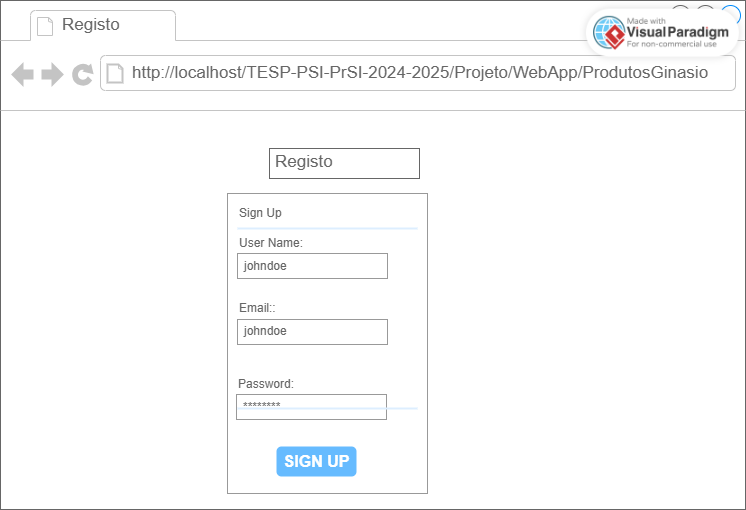 Registo
Made with
Visual Paradigm
For non-commercial use
http://localhost/TESP-PSI-PrSI-2024-2025/Projeto/WebApp/ProdutosGinasio
Registo
Sign Up
User Name:
johndoe
Email::
johndoe
Password:
********
SIGN UP